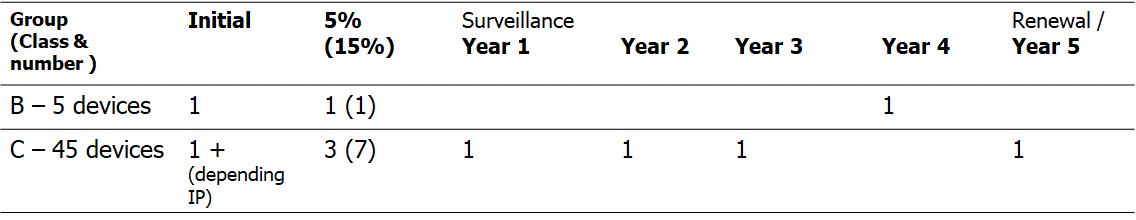 Group (Class & number ) Initial 5% (15%) Surveillance Year 1 Year 2 Year 3 Year 4 Renewal / Year 5
B – 5 devices 1 1 (1) 1
C – 45 devices 1 + (depending IP) 3 (7) 1 1 1 1